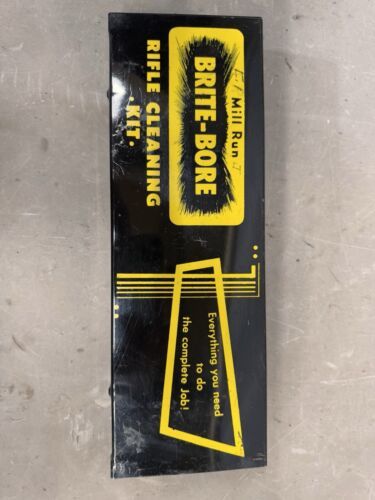 Mill Run
BRITE-BORE
RIFLE CLEANING
.KIT.
Everything you need
to do
the complete Job!